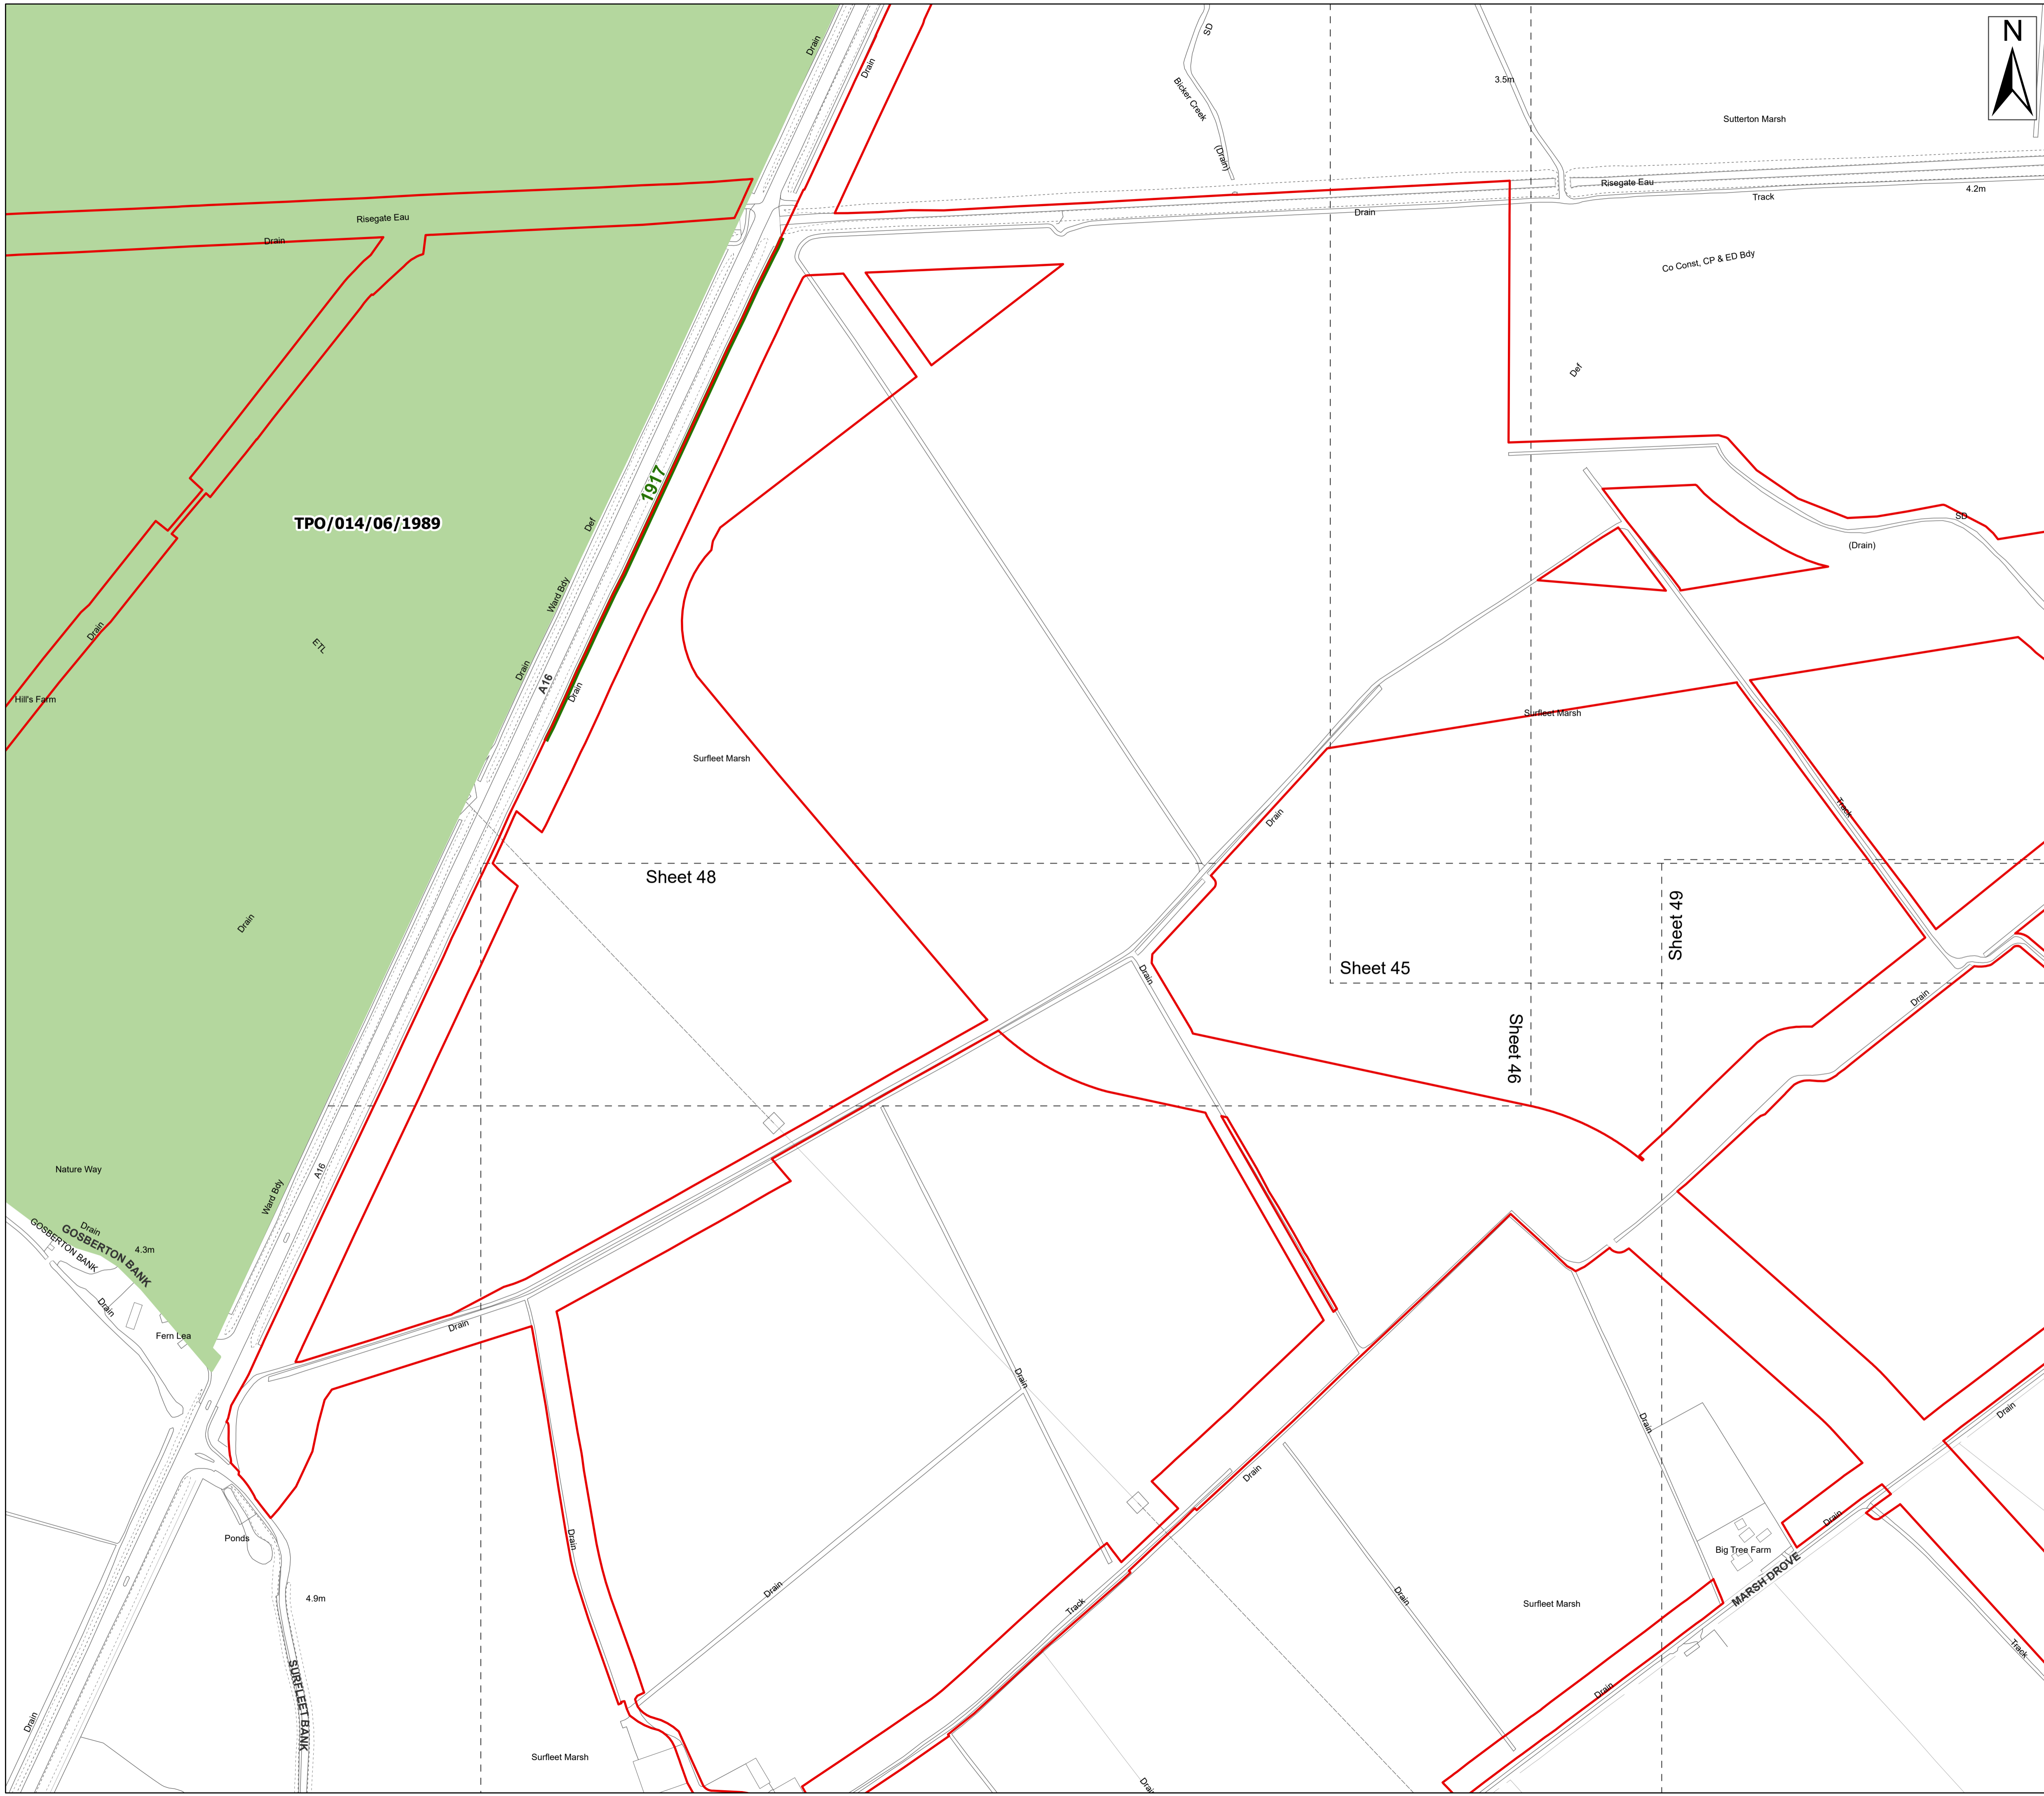 N
Drain
SD
Drain
3.5m
Bicker Creek
Sutterton Marsh
(Drain)
Risegate Eau
4.2m
Track
Drain
Risegate Eau
Drain
Co Const, CP & ED Bdy
Def
1917
TPO/014/06/1989
Def
SD
(Drain)
Ward Bdy
Drain
ETL
Drain
A16
Drain
Hill's Farm
Surfleet Marsh
Surfleet Marsh
Track
Drain
Sheet 48
Sheet 49
Drain
Sheet 45
Drain
Drain
Sheet 46
Nature Way
A16
Ward Bdy
Drain
GOSBERTON BANK
GOSBERTON BANK
4.3m
Drain
Fern Lea
Drain
Drain
Drain
Drain
Drain
Ponds
Drain
Drain
Big Tree Farm
MARSH DROVE
Drain
4.9m
Drain
Track
Surfleet Marsh
Track
SURFLEET BANK
Drain
Drain
Surfleet Marsh
Drain